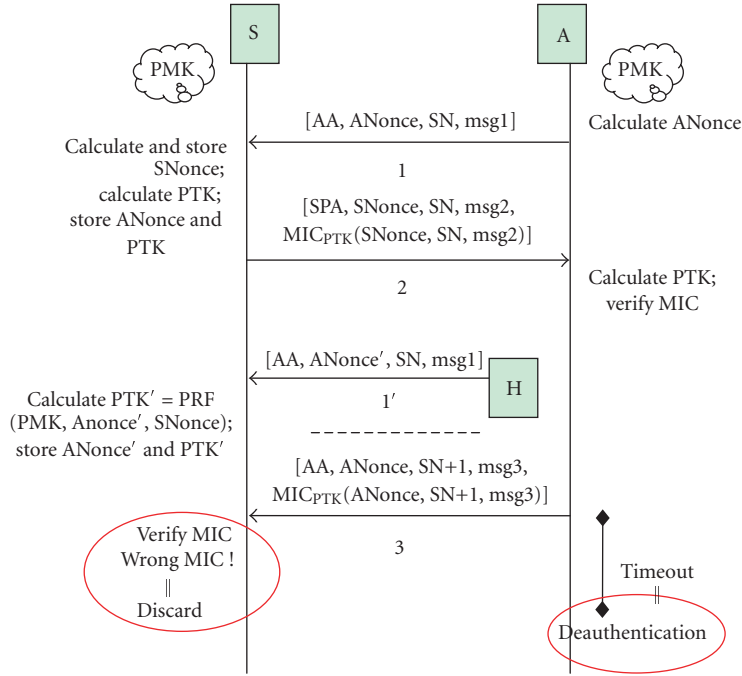 S
A
PMK
PMK
[AA, ANonce, SN, msg1]
Calculate ANonce
1
Calculate and store
SNonce;
calculate PTK;
store ANonce and
PTK
[SPA, SNonce, SN, msg2,
MIC_PTK(SNonce, SN, msg2)]
2
Calculate PTK;
verify MIC
[AA, ANonce′, SN, msg1]
H
1′
Calculate PTK′ = PRF
(PMK, Anonce′, SNonce);
store ANonce′ and PTK′
[AA, ANonce, SN+1, msg3,
MIC_PTK(ANonce, SN+1, msg3)]
3
Verify MIC
Wrong MIC !
Discard
Timeout
Deauthentication